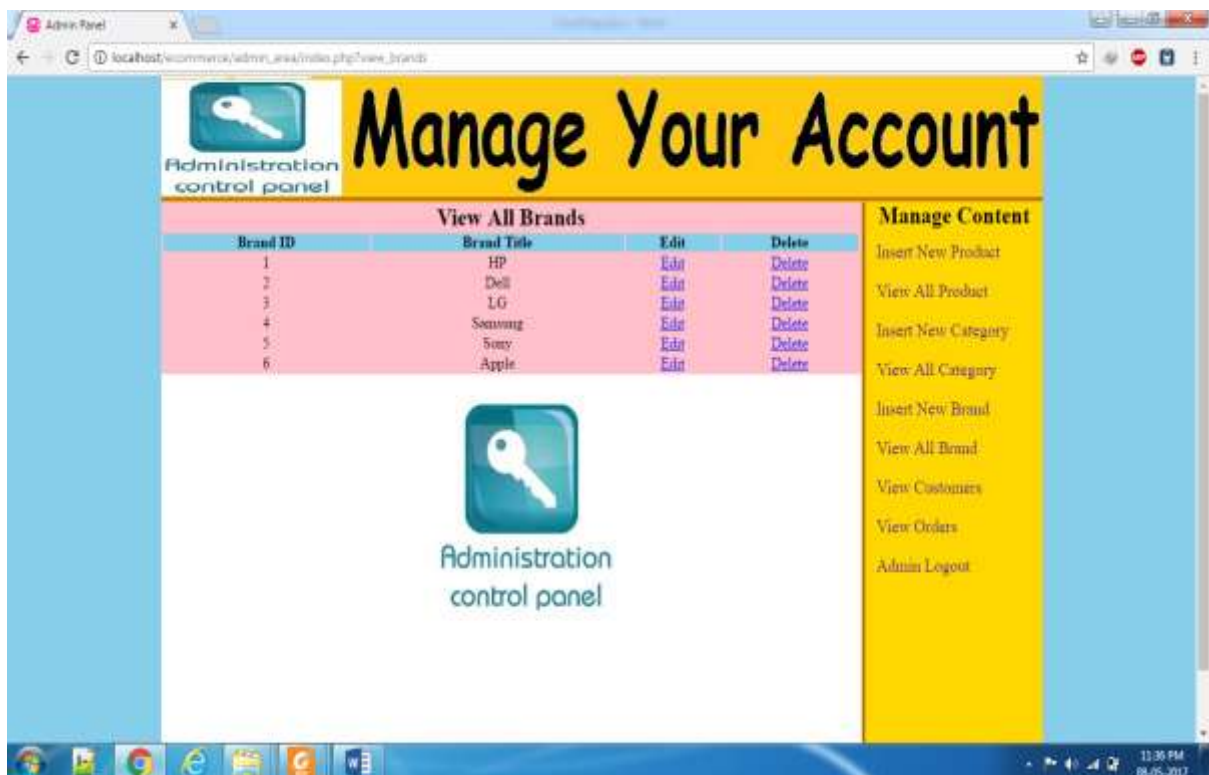 Admin Panel
localhost/ecommerce/admin_area/index.php?view_brands
Administration
control panel
Manage Your Account
View All Brands
Brand ID Brand Title Edit Delete
1 HP Edit Delete
2 Dell Edit Delete
3 LG Edit Delete
4 Samsung Edit Delete
5 Sony Edit Delete
6 Apple Edit Delete
Administration
control panel
Manage Content
Insert New Product
View All Product
Insert New Category
View All Category
Insert New Brand
View All Brand
View Customers
View Orders
Admin Logout
11:36 PM